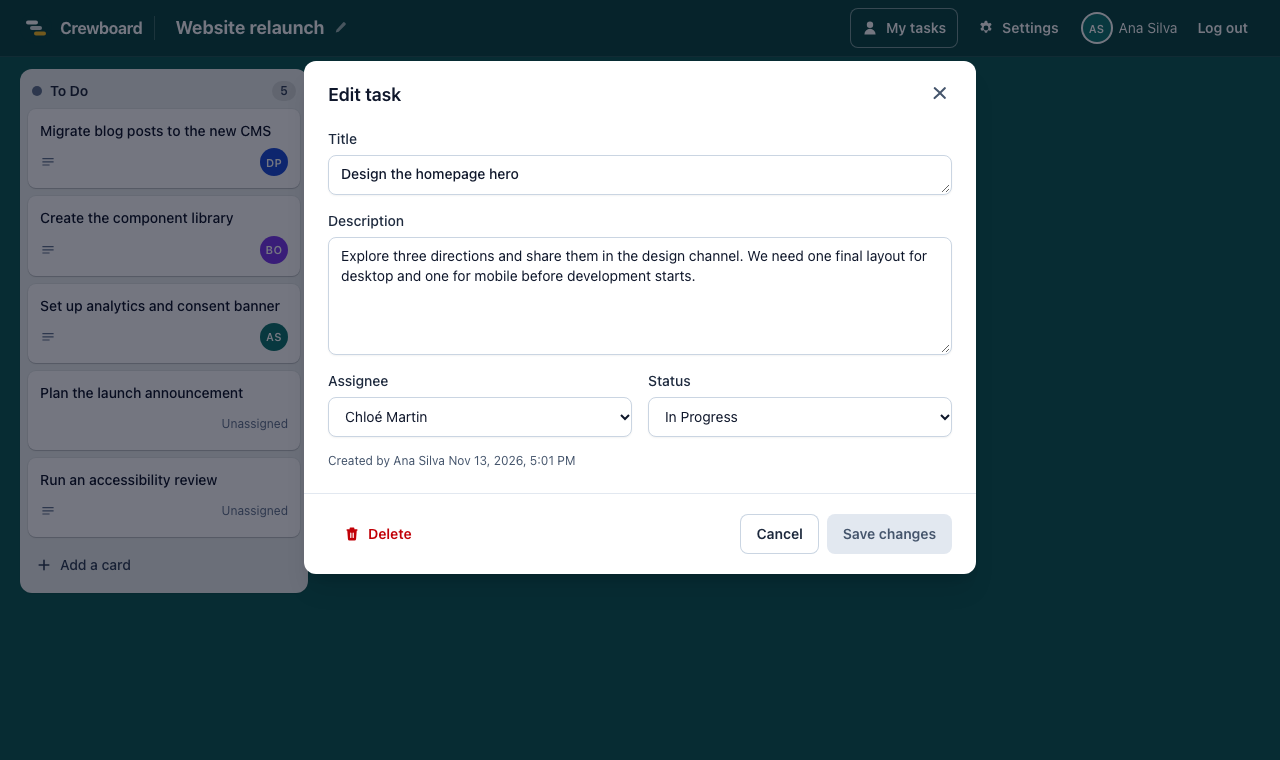 Crewboard
Website relaunch
My tasks
Settings
AS
Ana Silva
Log out
To Do
5
Migrate blog posts to the new CMS
DP
Create the component library
BO
Set up analytics and consent banner
AS
Plan the launch announcement
Unassigned
Run an accessibility review
Unassigned
Add a card
Edit task
Title
Design the homepage hero
Description
Explore three directions and share them in the design channel. We need one final layout for
desktop and one for mobile before development starts.
Assignee
Status
Chloé Martin
In Progress
Created by Ana Silva Nov 13, 2026, 5:01 PM
Delete
Cancel
Save changes